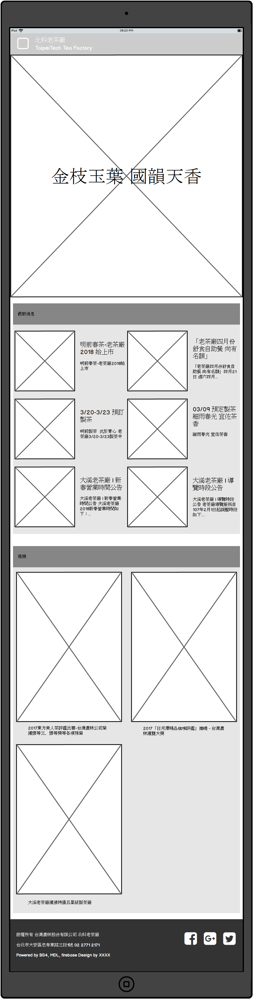 iPad
08:20 PM
北科老茶廠
TaipeiTech Tea Factory
金枝玉葉 國韻天香
最新消息
明前春茶-老茶廠
2018 始上市
明前春茶-老茶廠2018始
上市
「老茶廠四月份
舒食自助餐 尚有
名額」
「老茶廠四月份舒食自
助餐 尚有名額」四月21
日 週六四月...
3/20-3/23 預訂
製茶
明前製茶 沉於菁心 老
茶廠3/20-3/23製茶中
03/09 預定製茶
細雨春光 宜佐茶
香
細雨春光 宜佐茶香
大溪老茶廠 | 新
春營業時間公告
大溪老茶廠 | 新春營業
時間公告 大溪老茶廠
2018新春營業時間如
下：...
大溪老茶廠 | 導
覽時段公告
大溪老茶廠 | 導覽時段
公告 老茶廠導覽服務自
107年2月1日起調整時段
如下:...
得獎
2017東方美人茶評鑑比賽-台灣農林公司榮
獲頭等三、頭等獎等各項殊榮
2017「日月潭精品咖啡評鑑」揭曉 - 台灣農
林獲雙大獎
大溪老茶廠獲頒特優五星級製茶廠
版權所有 台灣農林股份有限公司 北科老茶廠
台北市大安區忠孝東路三段1號 02 2771 2171
Powered by BS4, MDL, firebase Design by XXXX